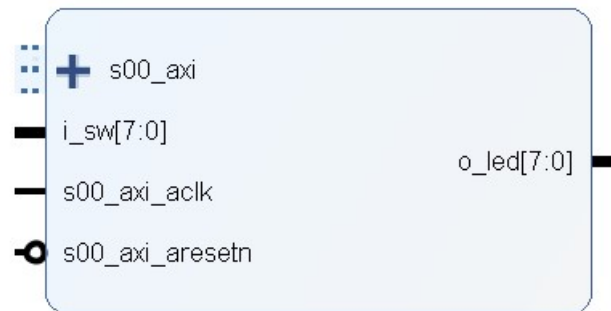 s00_axi
i_sw[7:0]
s00_axi_aclk
s00_axi_aresetn
o_led[7:0]